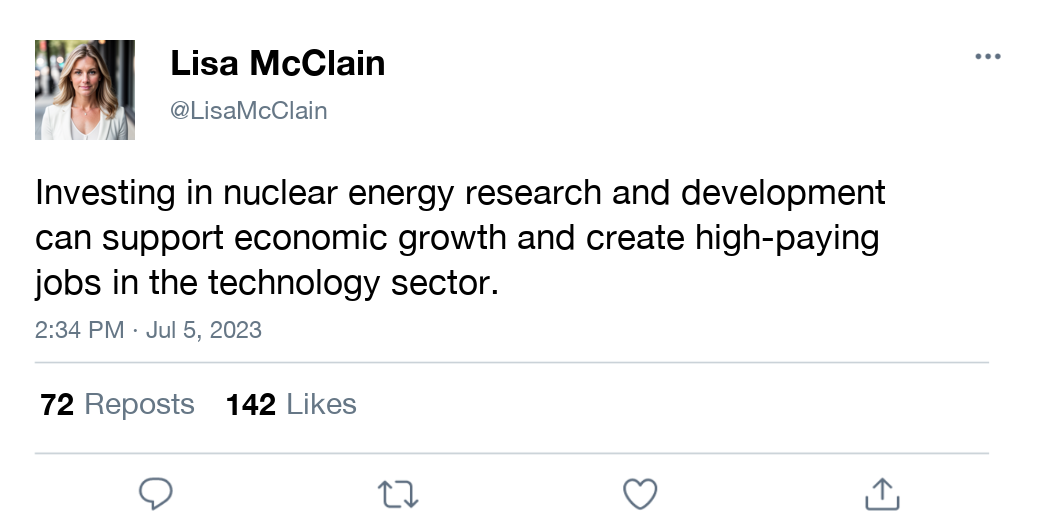 Lisa McClain
@LisaMcClain
Investing in nuclear energy research and development
can support economic growth and create high-paying
jobs in the technology sector.
2:34 PM · Jul 5, 2023
72 Reposts 142 Likes